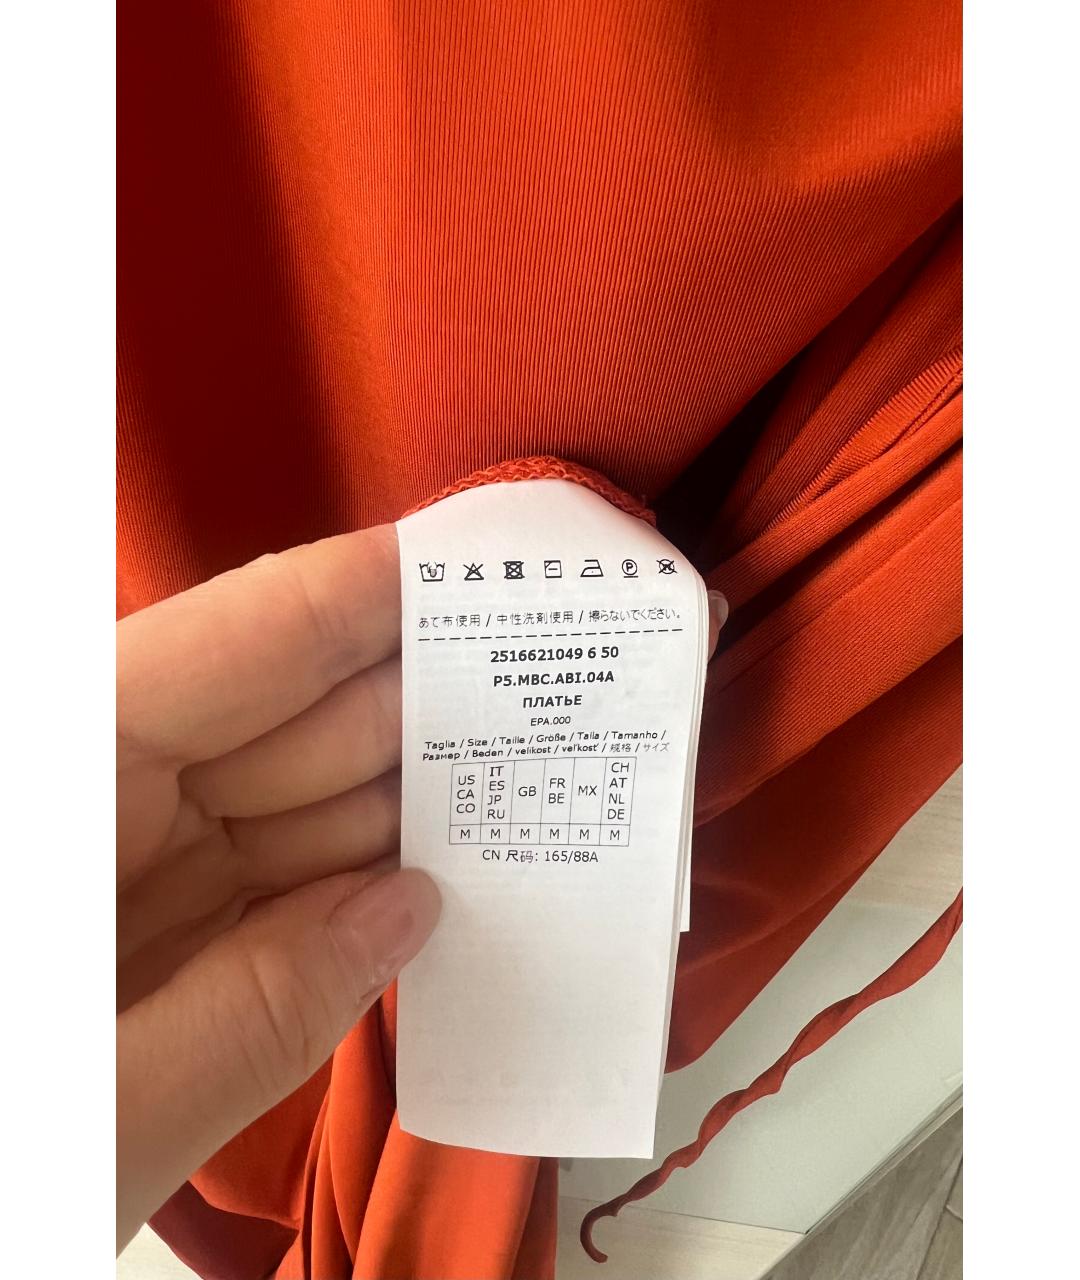 あて布使用 / 中性洗剤使用 / 擦らないでください。
2516621049 6 50
P5.MBC.ABI.04A
ПЛАТЬЕ
EPA.000
Taglia / Size / Taille / Größe / Talla / Tamanho /
Размер / Beden / velikost / veľkosť / 规格 / サイズ
US CA CO IT ES JP RU GB FR BE MX CH AT NL DE
M M M M M M
CN 尺码: 165/88A